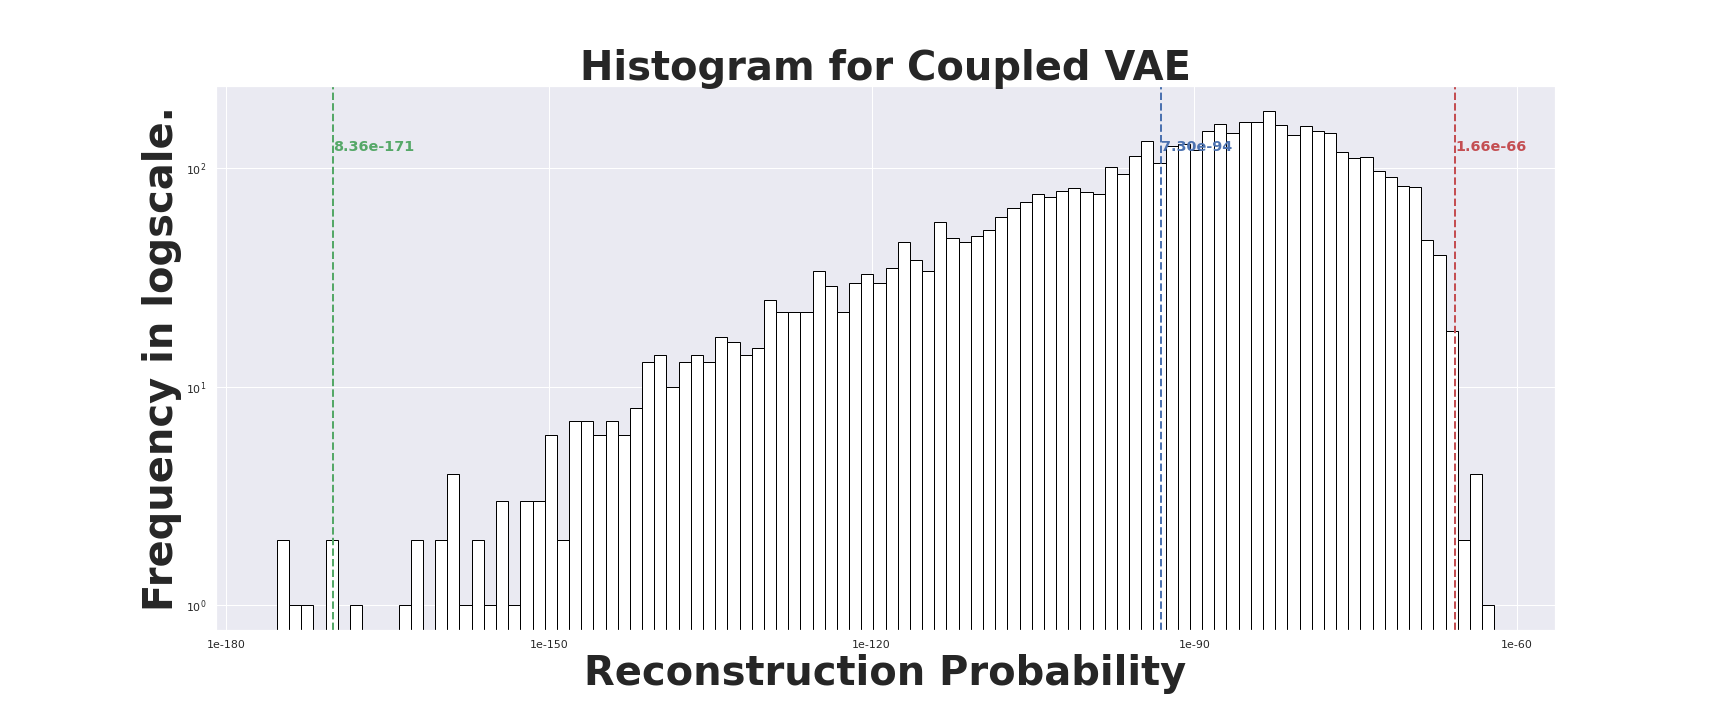 Histogram for Coupled VAE
Frequency in logscale.
8.36e-171
7.30e-94
1.66e-66
10²
10¹
10⁰
1e-180
1e-150
1e-120
1e-90
1e-60
Reconstruction Probability